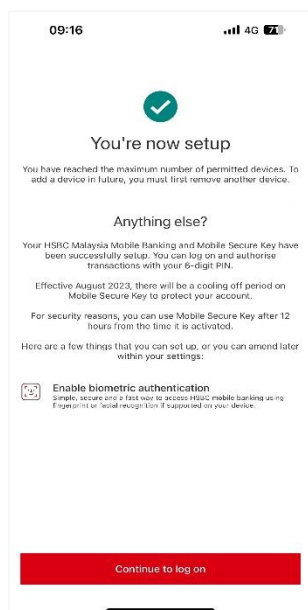 09:16 4G 71
You're now setup
You have reached the maximum number of permitted devices. To
add a device in future, you must first remove another device.
Anything else?
Your HSBC Malaysia Mobile Banking and Mobile Secure Key have
been successfully setup. You can log on and authorise
transactions with your 6-digit PIN.
Effective August 2023, there will be a cooling off period on
Mobile Secure Key to protect your account.
For security reasons, you can use Mobile Secure Key after 12
hours from the time it is activated.
Here are a few things that you can set up, or you can amend later
within your settings:
Enable biometric authentication
Simple, secure and a fast way to access HSBC mobile banking using
fingerprint or facial recognition if supported on your device.
Continue to log on